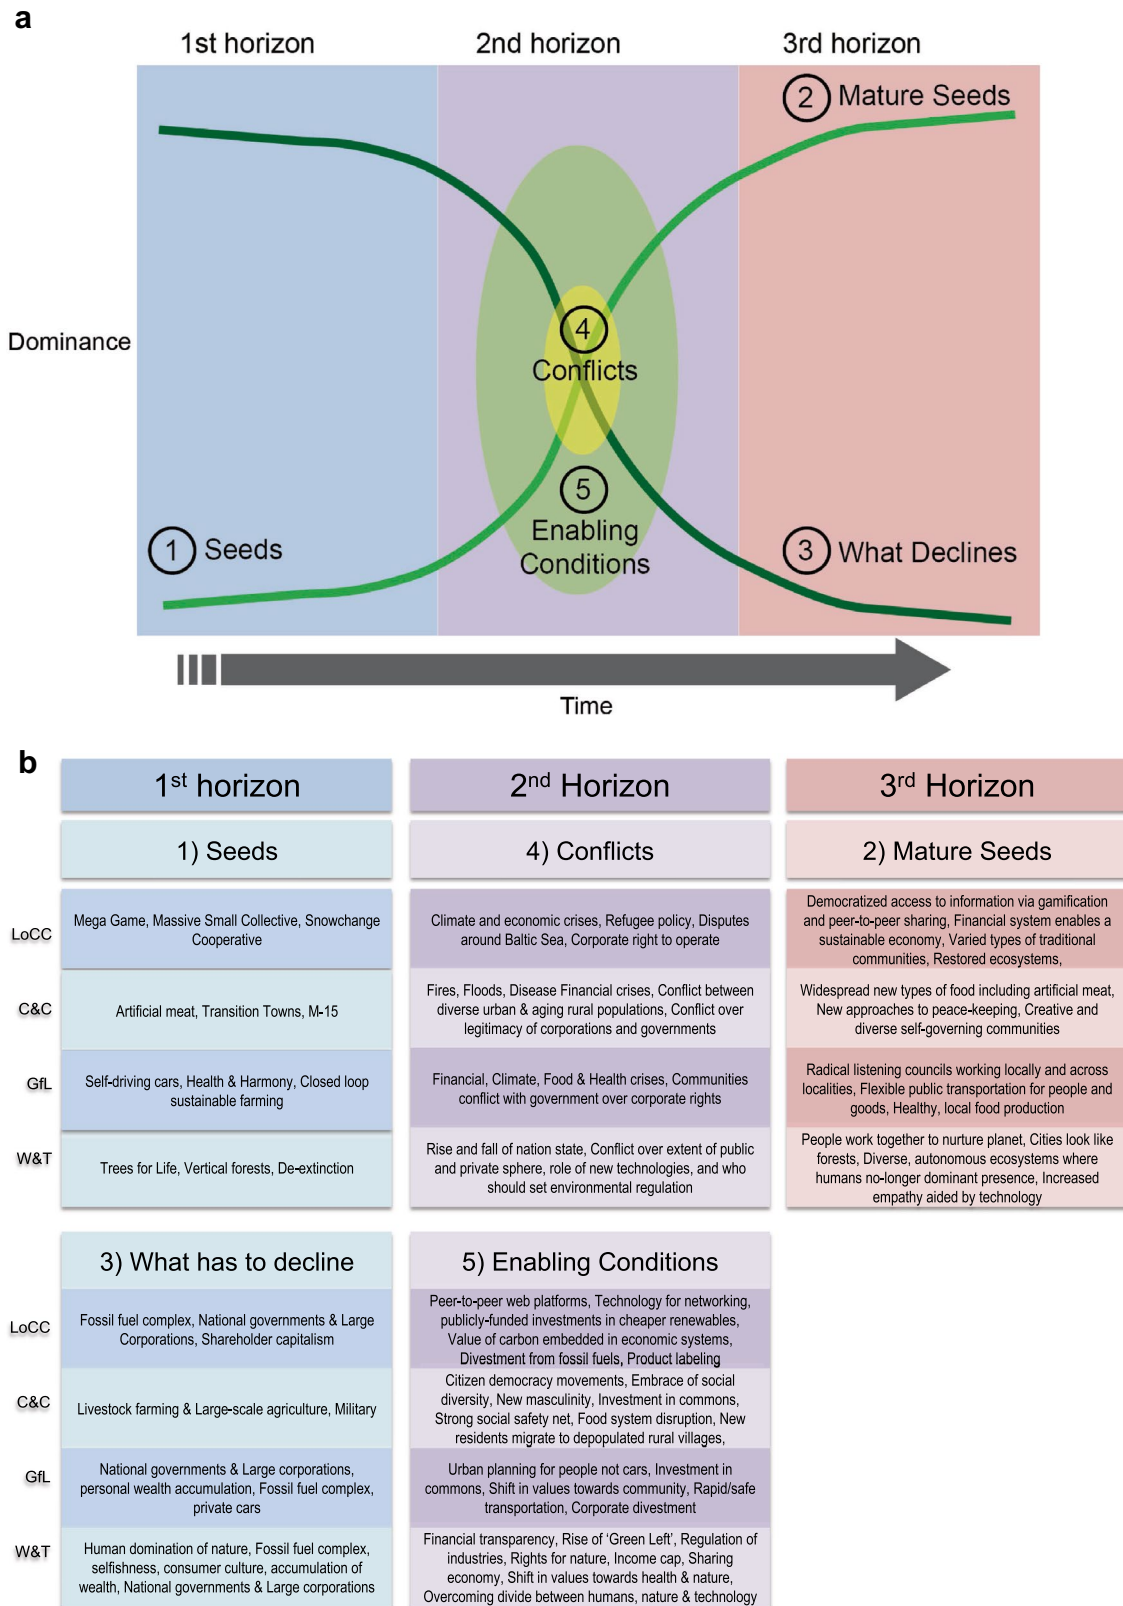 a
1st horizon
2nd horizon
3rd horizon
2 Mature Seeds
Dominance
4
Conflicts
5
Enabling
Conditions
1 Seeds
3 What Declines
Time
b
1st horizon
2nd Horizon
3rd Horizon
1) Seeds
4) Conflicts
2) Mature Seeds
LoCC
Mega Game, Massive Small Collective, Snowchange
Cooperative
Climate and economic crises, Refugee policy, Disputes
around Baltic Sea, Corporate right to operate
Democratized access to information via gamification
and peer-to-peer sharing, Financial system enables a
sustainable economy, Varied types of traditional
communities, Restored ecosystems,
C&C
Artificial meat, Transition Towns, M-15
Fires, Floods, Disease Financial crises, Conflict between
diverse urban & aging rural populations, Conflict over
legitimacy of corporations and governments
Widespread new types of food including artificial meat,
New approaches to peace-keeping, Creative and
diverse self-governing communities
GfL
Self-driving cars, Health & Harmony, Closed loop
sustainable farming
Financial, Climate, Food & Health crises, Communities
conflict with government over corporate rights
Radical listening councils working locally and across
localities, Flexible public transportation for people and
goods, Healthy, local food production
W&T
Trees for Life, Vertical forests, De-extinction
Rise and fall of nation state, Conflict over extent of public
and private sphere, role of new technologies, and who
should set environmental regulation
People work together to nurture planet, Cities look like
forests, Diverse, autonomous ecosystems where
humans no-longer dominant presence, Increased
empathy aided by technology
3) What has to decline
5) Enabling Conditions
LoCC
Fossil fuel complex, National governments & Large
Corporations, Shareholder capitalism
Peer-to-peer web platforms, Technology for networking,
publicly-funded investments in cheaper renewables,
Value of carbon embedded in economic systems,
Divestment from fossil fuels, Product labeling
C&C
Livestock farming & Large-scale agriculture, Military
Citizen democracy movements, Embrace of social
diversity, New masculinity, Investment in commons,
Strong social safety net, Food system disruption, New
residents migrate to depopulated rural villages,
GfL
National governments & Large corporations,
personal wealth accumulation, Fossil fuel complex,
private cars
Urban planning for people not cars, Investment in
commons, Shift in values towards community, Rapid/safe
transportation, Corporate divestment
W&T
Human domination of nature, Fossil fuel complex,
selfishness, consumer culture, accumulation of
wealth, National governments & Large corporations
Financial transparency, Rise of ‘Green Left’, Regulation of
industries, Rights for nature, Income cap, Sharing
economy, Shift in values towards health & nature,
Overcoming divide between humans, nature & technology